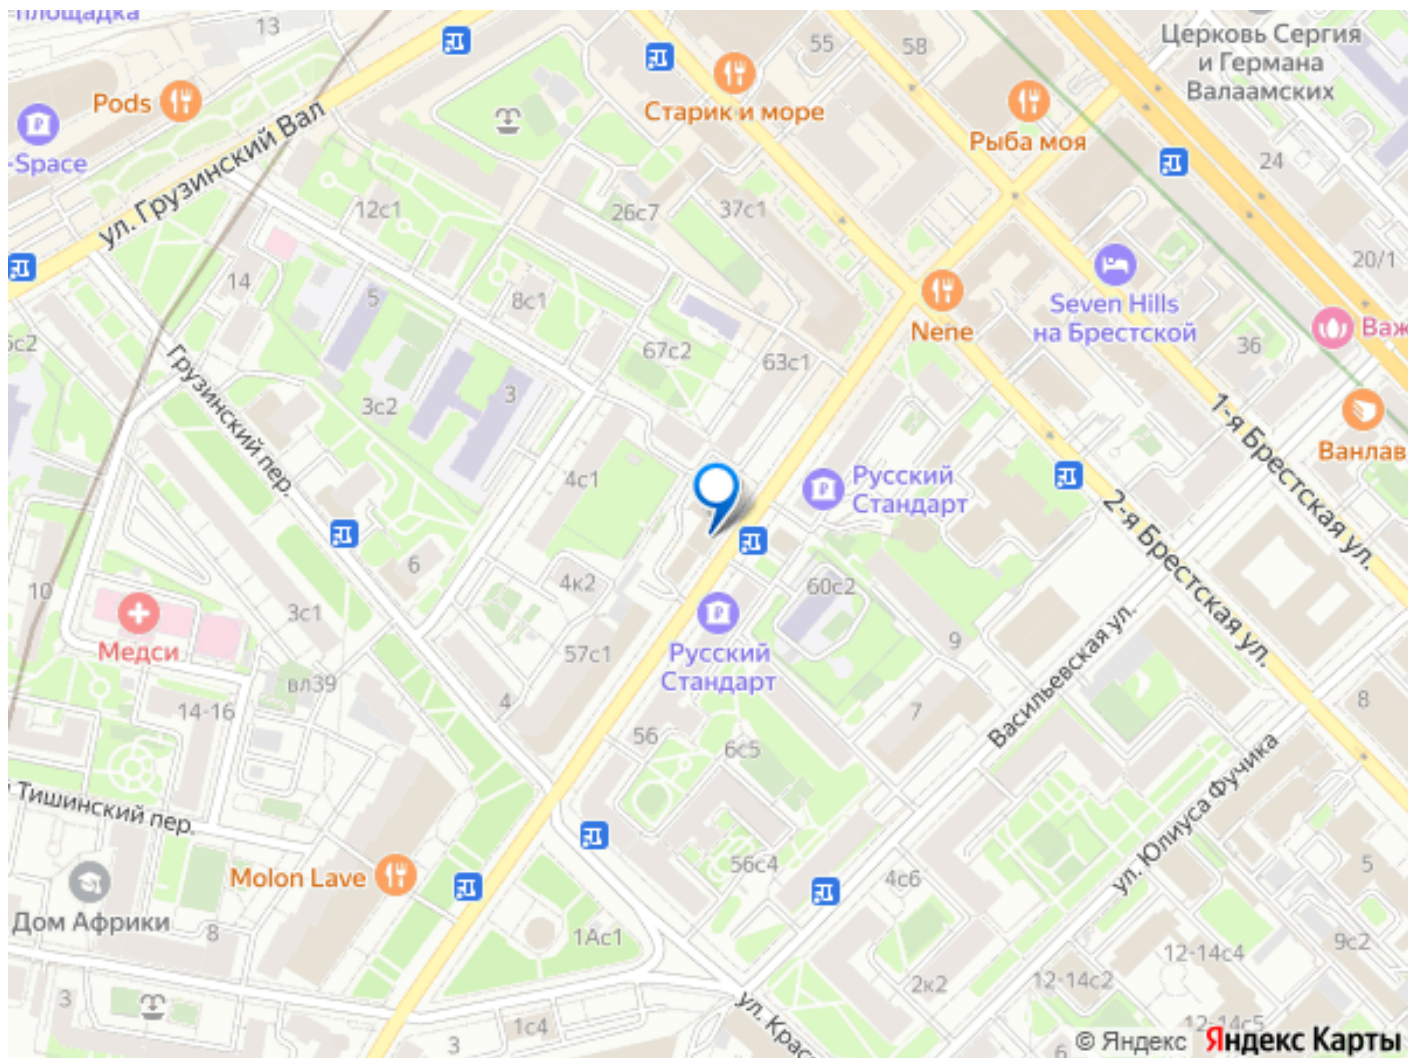 площадка
13
55
58
Церковь Сергия
и Германа
Валаамских
Pods
Старик и море
Рыба моя
-Space
ул. Грузинский Вал
24
12с1
26с7
37с1
20/1
14
5
8с1
Seven Hills
на Брестской
Nene
Важ
67с2
63с1
36
Грузинский пер.
3с2
3
1-я Брестская ул.
Ванлав
4с1
Русский
Стандарт
2-я Брестская ул.
6
4к2
60с2
10
3с1
Медси
57с1
Русский
Стандарт
9
Васильевская ул.
вл39
14-16
4
7
8
56
6с5
Тишинский пер.
ул. Юлиуса Фучика
Molon Lave
56с4
4с6
5
Дом Африки
8
1Ас1
12-14с4
9с2
2к2
12-14с2
3
1с4
3
ул. Крас
12-14с5
6
© Яндекс Яндекс Карты